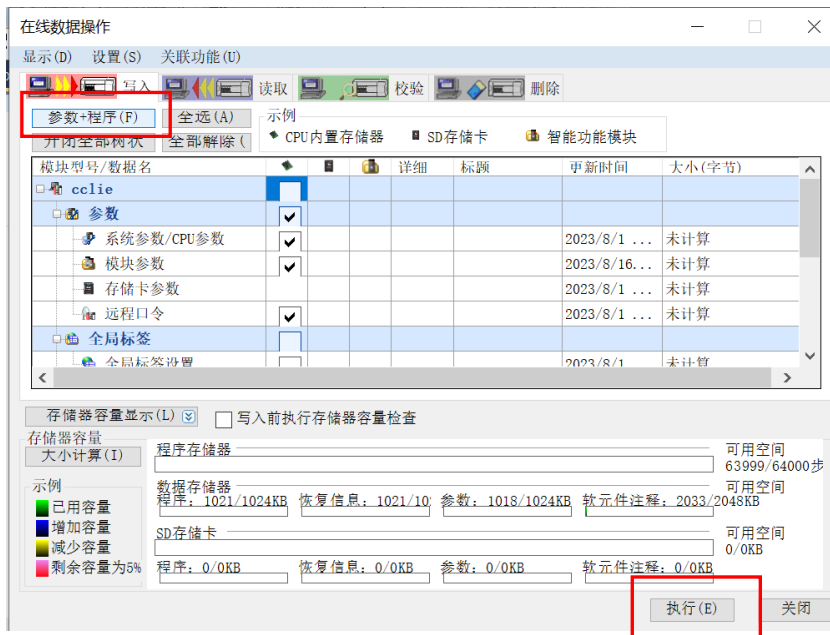 在线数据操作
显示(D) 设置(S) 关联功能(U)
写入 读取 校验 删除
参数+程序(F) 全选(A) 示例
开闭全部树状 全部解除( CPU内置存储器 SD存储卡 智能功能模块
模块型号/数据名 详细 标题 更新时间 大小(字节)
cclie
参数
系统参数/CPU参数 2023/8/1 ... 未计算
模块参数 2023/8/16... 未计算
存储卡参数 2023/8/1 ... 未计算
远程口令 2023/8/1 ... 未计算
全局标签
全局标签设置 2023/8/1 未计算
存储器容量显示(L) 写入前执行存储器容量检查
存储器容量
大小计算(I) 程序存储器 可用空间
63999/64000步
示例 数据存储器 可用空间
已用容量 程序: 1021/1024KB 恢复信息: 1021/10 参数: 1018/1024KB 软元件注释: 2033/2048KB
增加容量 SD存储卡 可用空间
减少容量 0/0KB
剩余容量为5% 程序: 0/0KB 恢复信息: 0/0KB 参数: 0/0KB 软元件注释: 0/0KB
执行(E) 关闭